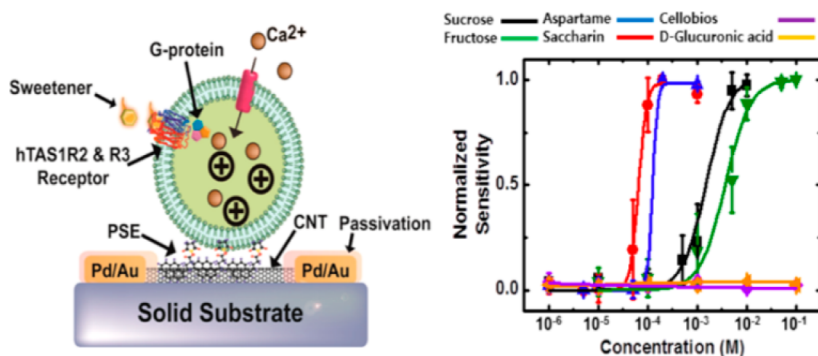 G-protein
Ca2+
Sweetener
hTAS1R2 & R3
Receptor
PSE
CNT
Passivation
Pd/Au
Pd/Au
Solid Substrate
Sucrose Aspartame Cellobios
Fructose Saccharin D-Glucuronic acid
Normalized
Sensitivity
1.0
0.5
0.0
10-6 10-5 10-4 10-3 10-2 10-1
Concentration (M)